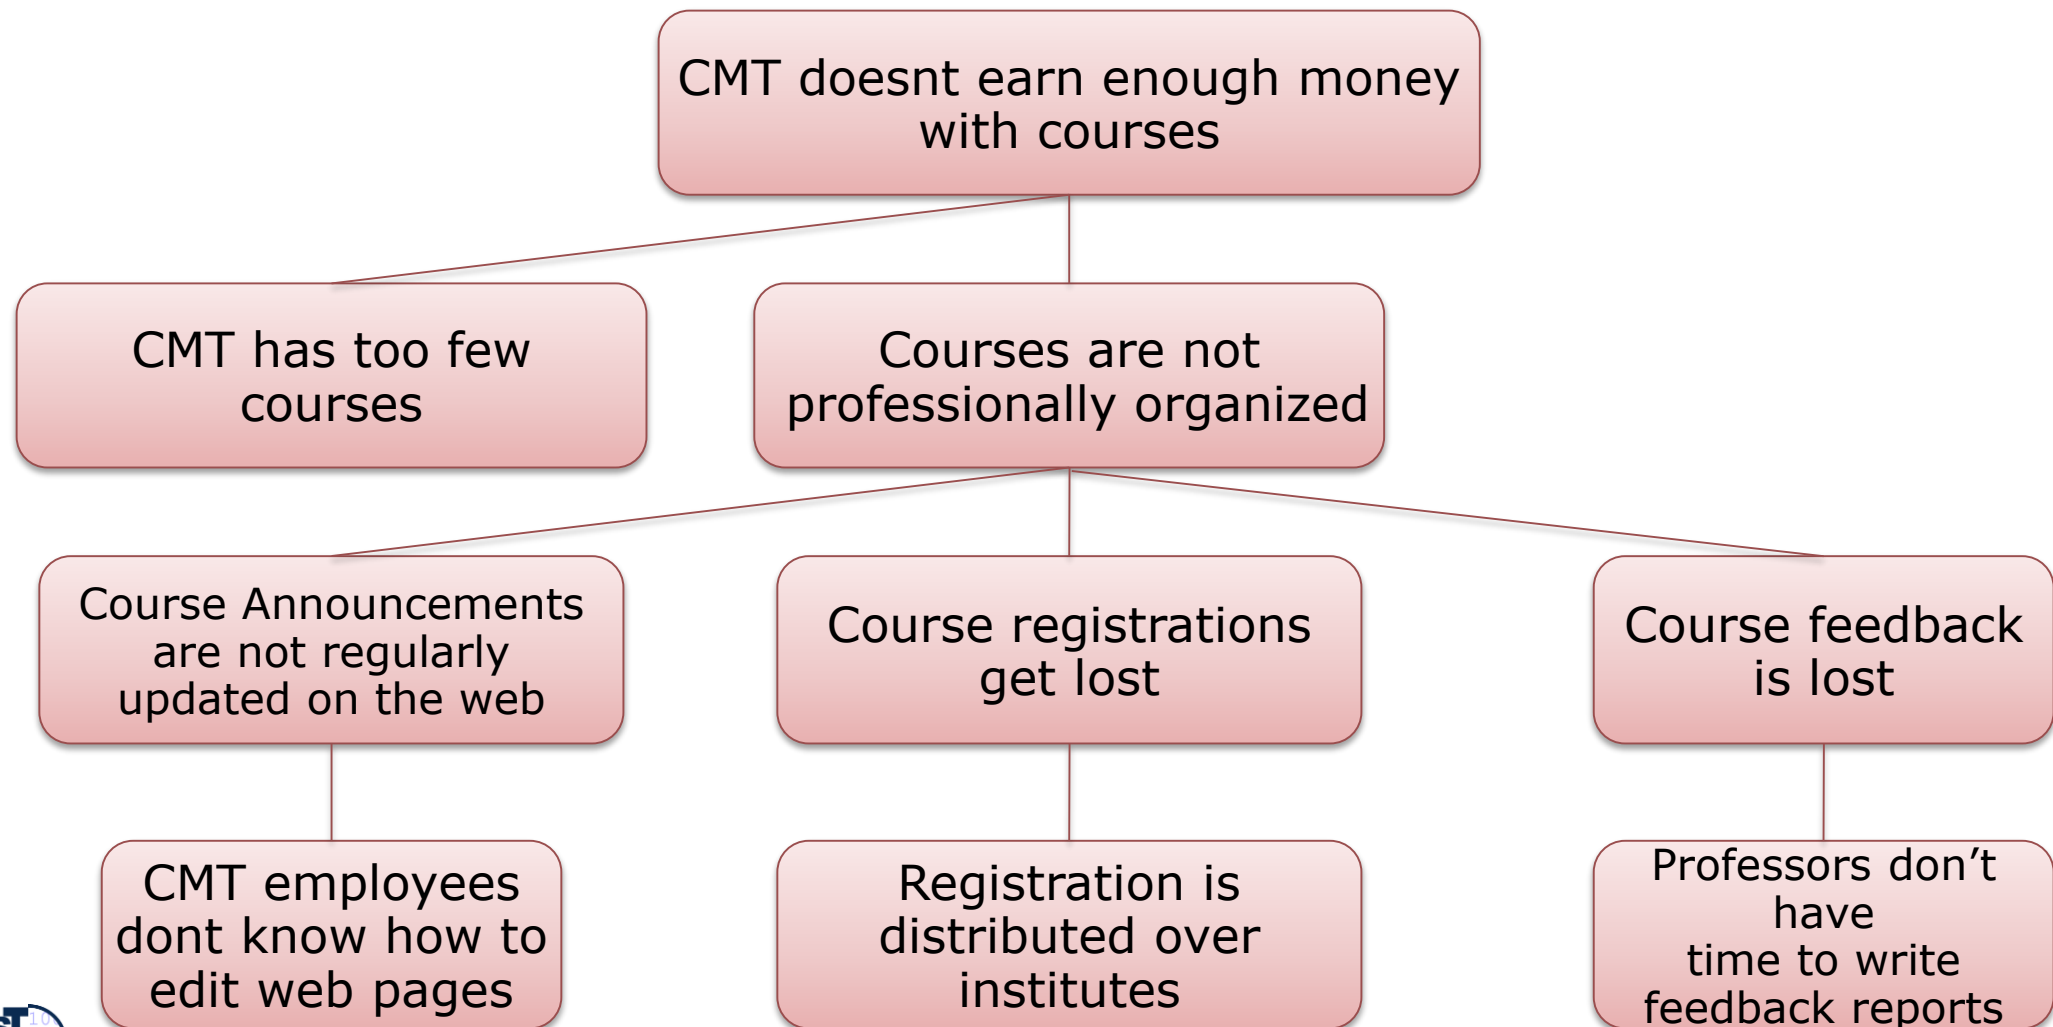 CMT doesnt earn enough money
with courses
CMT has too few
courses
Courses are not
professionally organized
Course Announcements
are not regularly
updated on the web
Course registrations
get lost
Course feedback
is lost
CMT employees
dont know how to
edit web pages
Registration is
distributed over
institutes
Professors don’t
have
time to write
feedback reports